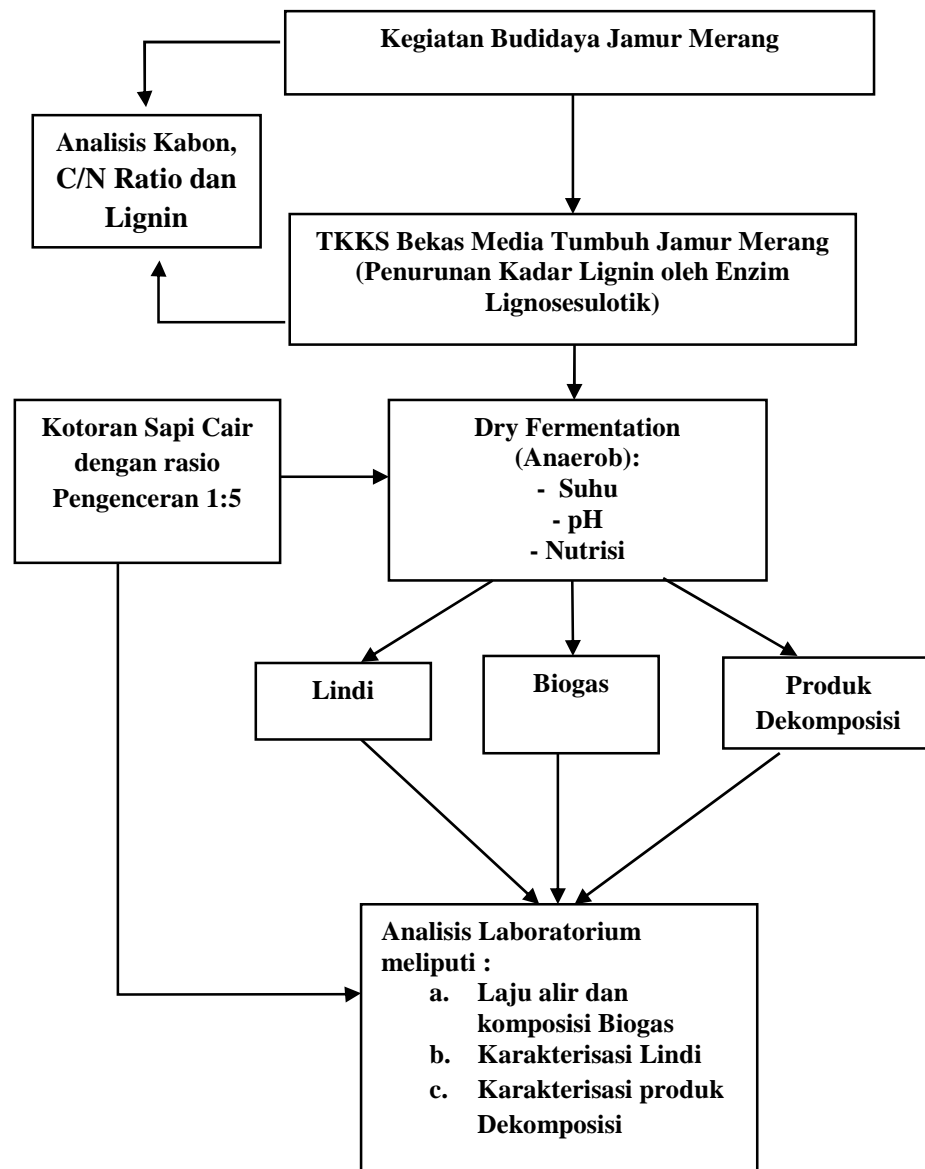 Kegiatan Budidaya Jamur Merang
Analisis Kabon,
C/N Ratio dan
Lignin
TKKS Bekas Media Tumbuh Jamur Merang
(Penurunan Kadar Lignin oleh Enzim
Lignosesulotik)
Kotoran Sapi Cair
dengan rasio
Pengenceran 1:5
Dry Fermentation
(Anaerob):
- Suhu
- pH
- Nutrisi
Lindi
Biogas
Produk
Dekomposisi
Analisis Laboratorium
meliputi :
a. Laju alir dan
komposisi Biogas
b. Karakterisasi Lindi
c. Karakterisasi produk
Dekomposisi